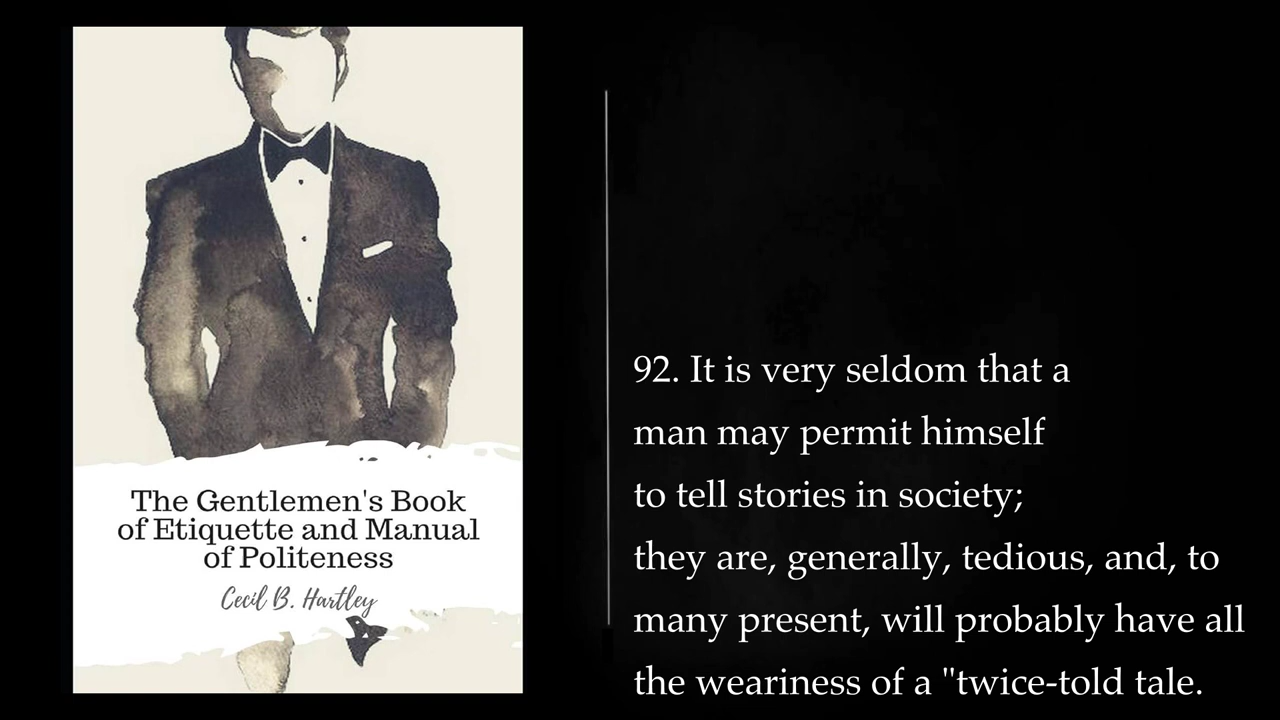 The Gentlemen's Book
of Etiquette and Manual
of Politeness
Cecil B. Hartley
92. It is very seldom that a
man may permit himself
to tell stories in society;
they are, generally, tedious, and, to
many present, will probably have all
the weariness of a "twice-told tale.